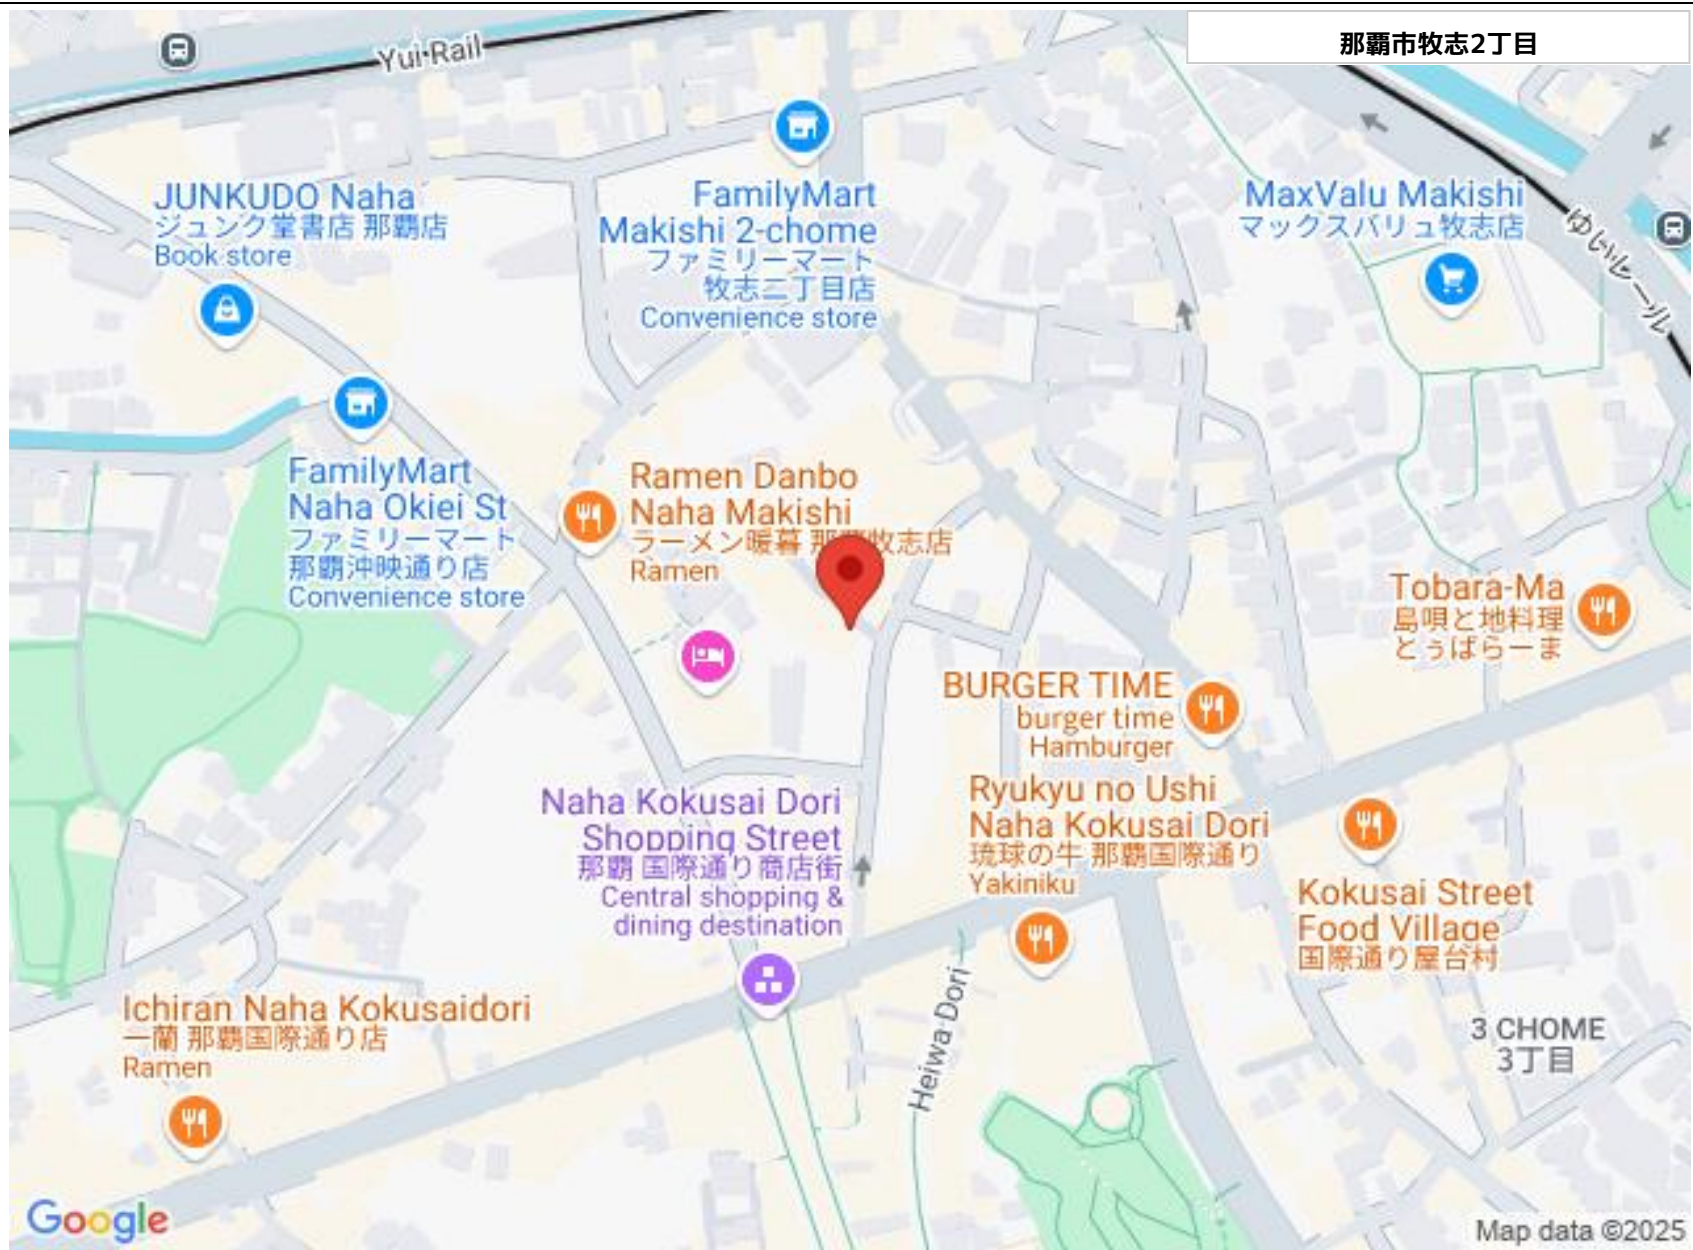 那覇市牧志2丁目
Yui Rail
JUNKUDO Naha
ジュンク堂書店 那覇店
Book store
FamilyMart
Makishi 2-chome
ファミリーマート
牧志二丁目店
Convenience store
MaxValu Makishi
マックスバリュ牧志店
ゆいレール
FamilyMart
Naha Okiei St
ファミリーマート
那覇沖映通り店
Convenience store
Ramen Danbo
Naha Makishi
ラーメン暖暮 那覇牧志店
Ramen
Tobara-Ma
島唄と地料理
とぅばらーま
BURGER TIME
burger time
Hamburger
Naha Kokusai Dori
Shopping Street
那覇 国際通り商店街
Central shopping &
dining destination
Ryukyu no Ushi
Naha Kokusai Dori
琉球の牛 那覇国際通り
Yakiniku
Kokusai Street
Food Village
国際通り屋台村
Ichiran Naha Kokusaidori
一蘭 那覇国際通り店
Ramen
Heiwa Dori
3 CHOME
3丁目
Google
Map data ©2025